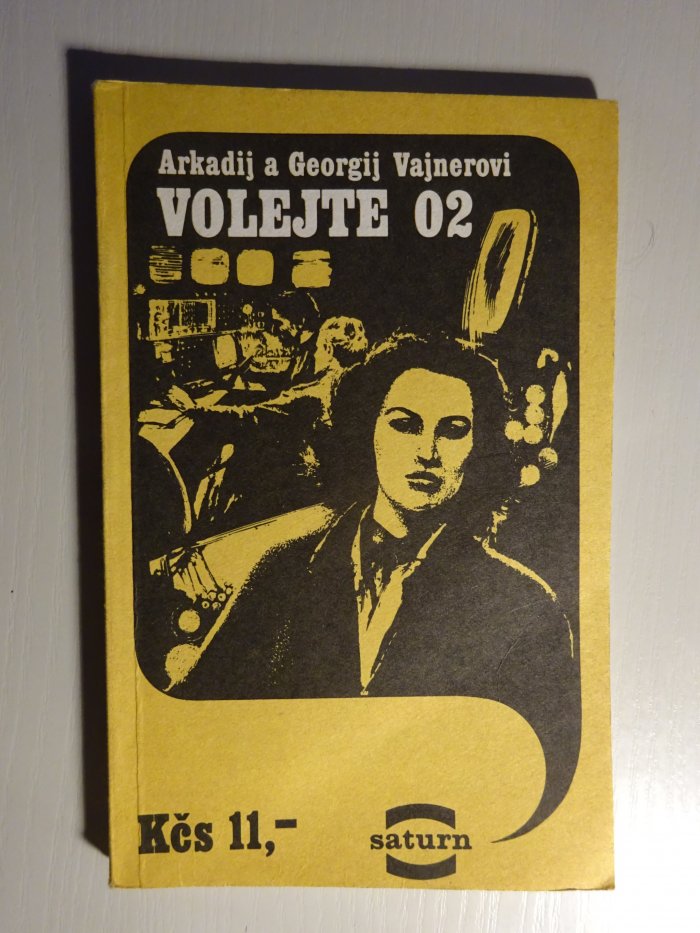 Arkadij a Georgij Vajnerovi
VOLEJTE 02
Kčs 11,-
saturn